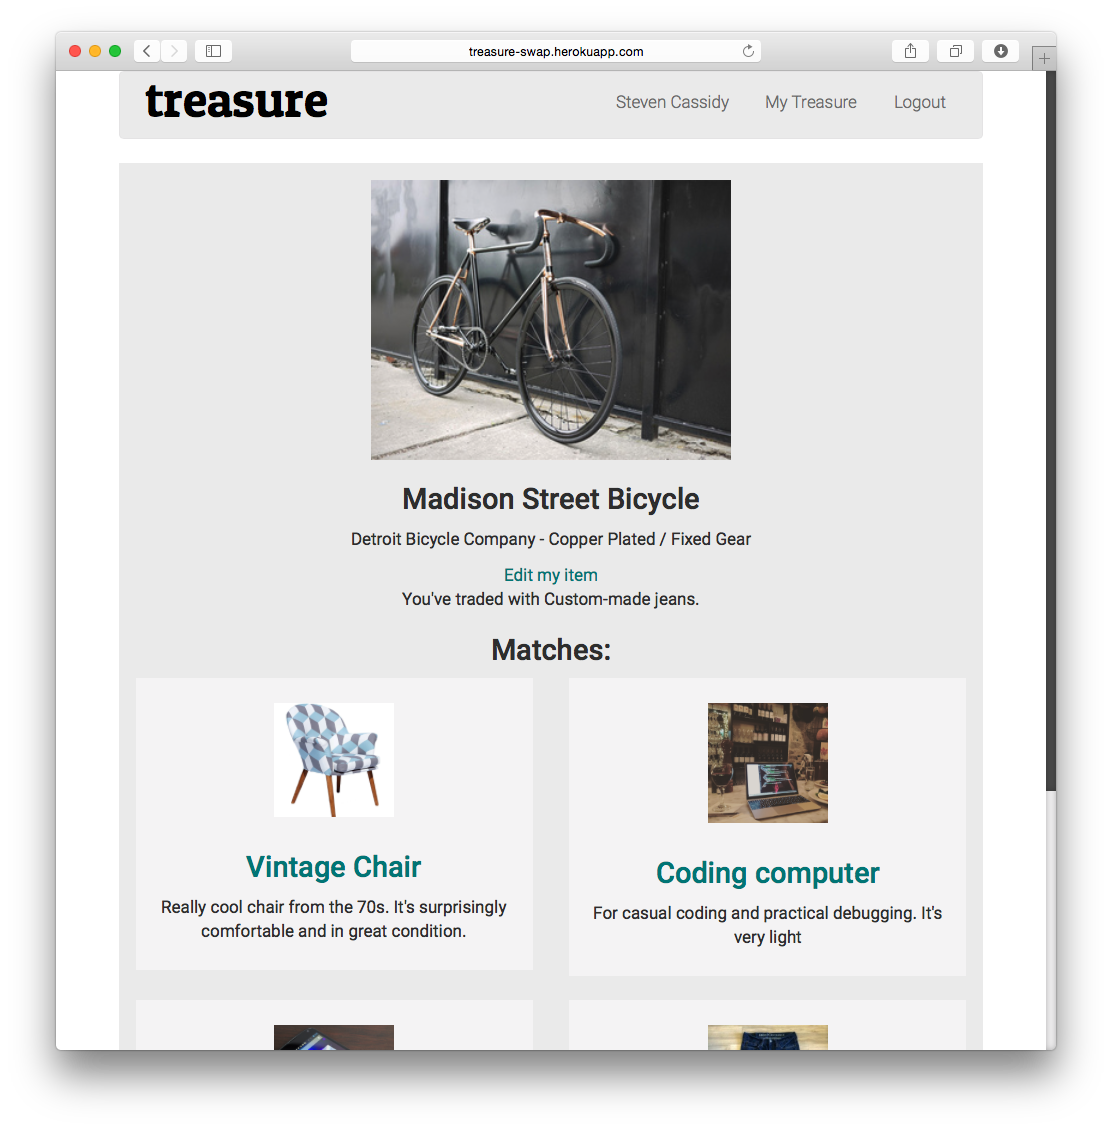 treasure-swap.herokuapp.com
treasure
Steven Cassidy
My Treasure
Logout
Madison Street Bicycle
Detroit Bicycle Company - Copper Plated / Fixed Gear
Edit my item
You've traded with Custom-made jeans.
Matches:
Vintage Chair
Really cool chair from the 70s. It's surprisingly
comfortable and in great condition.
Coding computer
For casual coding and practical debugging. It's
very light